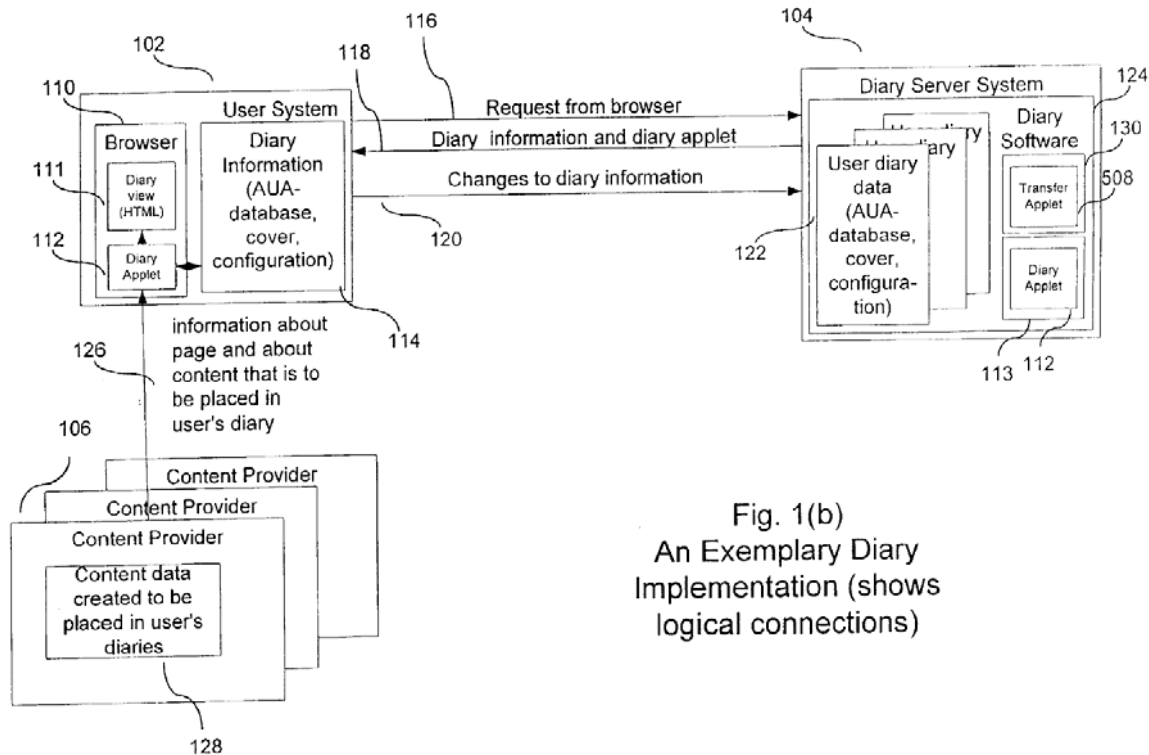 104
116
102
118
110
User System
Browser
111
Diary
view
(HTML)
112
Diary
Applet
Diary
Information
(AUA-
database,
cover,
configuration)
114
Request from browser
Diary information and diary applet
Changes to diary information
120
Diary Server System
124
Diary
Software
130
508
Transfer
Applet
Diary
Applet
113
112
122
User diary
data
(AUA-
database,
cover,
configura-
tion)
diary
126
information about
page and about
content that is to
be placed in
user's diary
106
Content Provider
Content Provider
Content Provider
Content data
created to be
placed in user's
diaries
128
Fig. 1(b)
An Exemplary Diary
Implementation (shows
logical connections)